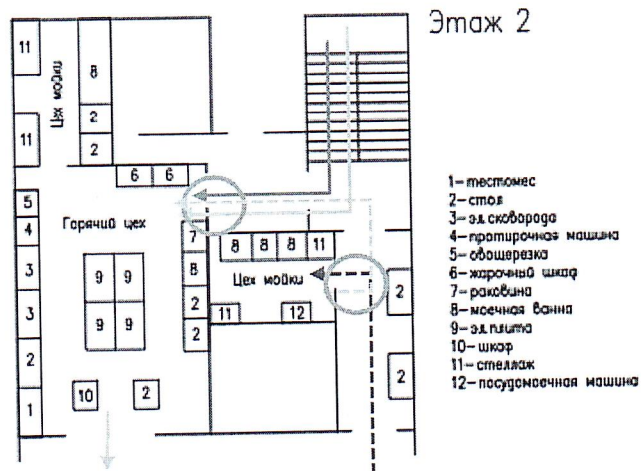 Этаж 2
11
8
Цех мойки
2
11
2
6 6
5
Горячий цех
4
7
8 8 8 11
3
9 9
8
Цех мойки
2
3
9 9
2
11
12
2
2
10
2
2
1
1-тестомес
2-стол
3-эл.сковорода
4-протирочная машина
5-овощерезка
6-жарочный шкаф
7-раковина
8-моечная ванна
9-эл.плита
10-шкаф
11-стеллаж
12-посудомоечная машина